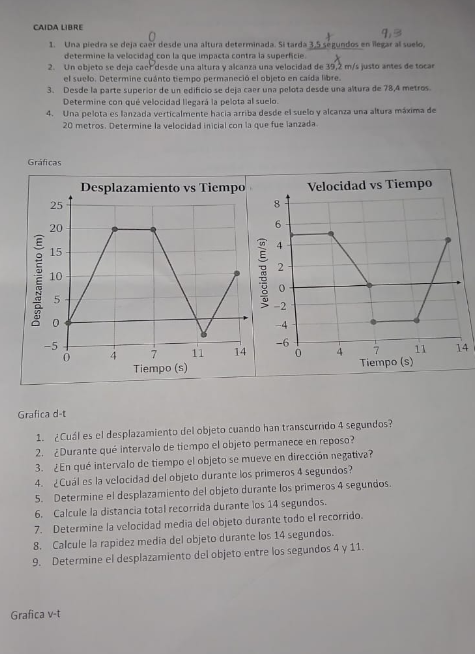 CAIDA LIBRE
0
9,8
1. Una piedra se deja caer desde una altura determinada. Si tarda 3,5 segundos en llegar al suelo,
determine la velocidad con la que impacta contra la superficie.
2. Un objeto se deja caer desde una altura y alcanza una velocidad de 39,2 m/s justo antes de tocar
el suelo. Determine cuánto tiempo permaneció el objeto en caída libre.
3. Desde la parte superior de un edificio se deja caer una pelota desde una altura de 78,4 metros.
Determine con qué velocidad llegará la pelota al suelo.
4. Una pelota es lanzada verticalmente hacia arriba desde el suelo y alcanza una altura máxima de
20 metros. Determine la velocidad inicial con la que fue lanzada.
Gráficas
Desplazamiento vs Tiempo
25
20
15
10
5
0
−5
Desplazamiento (m)
0 4 7 11 14
Tiempo (s)
Velocidad vs Tiempo
8
6
4
2
0
−2
−4
−6
Velocidad (m/s)
0 4 7 11 14
Tiempo (s)
Grafica d-t
1. ¿Cuál es el desplazamiento del objeto cuando han transcurrido 4 segundos?
2. ¿Durante qué intervalo de tiempo el objeto permanece en reposo?
3. ¿En qué intervalo de tiempo el objeto se mueve en dirección negativa?
4. ¿Cuál es la velocidad del objeto durante los primeros 4 segundos?
5. Determine el desplazamiento del objeto durante los primeros 4 segundos.
6. Calcule la distancia total recorrida durante los 14 segundos.
7. Determine la velocidad media del objeto durante todo el recorrido.
8. Calcule la rapidez media del objeto durante los 14 segundos.
9. Determine el desplazamiento del objeto entre los segundos 4 y 11.
Grafica v-t